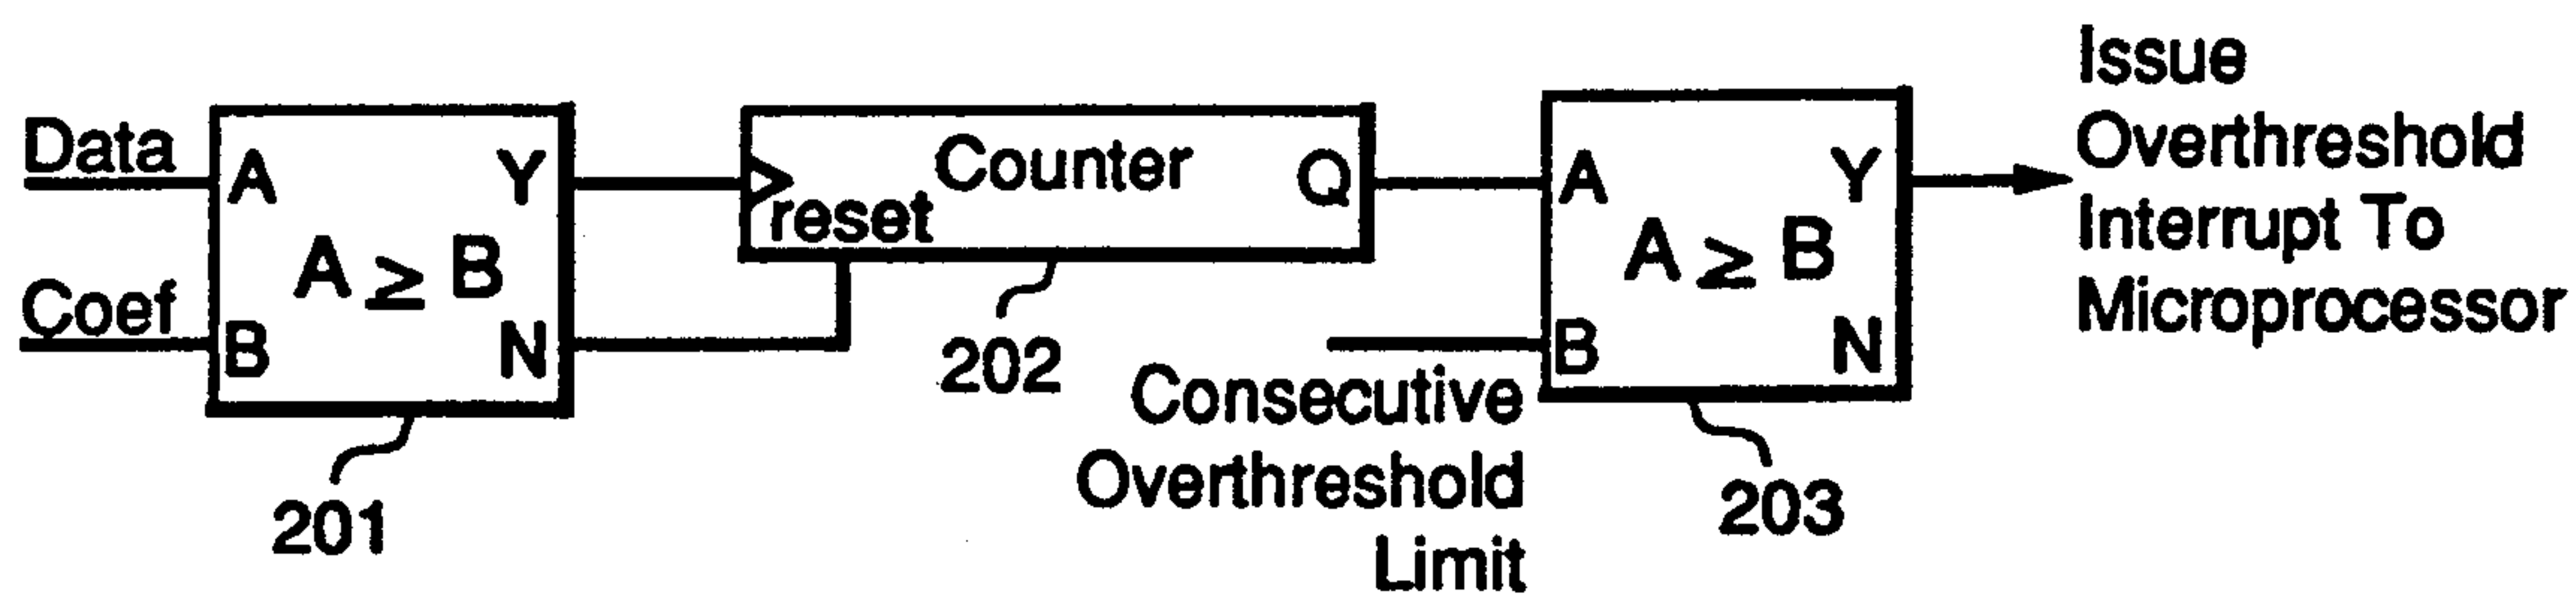 Data
Coef
A
Y
A ≥ B
B
N
201
Counter
reset
Q
202
Consecutive
Overthreshold
Limit
A
Y
A ≥ B
B
N
203
Issue
Overthreshold
Interrupt To
Microprocessor